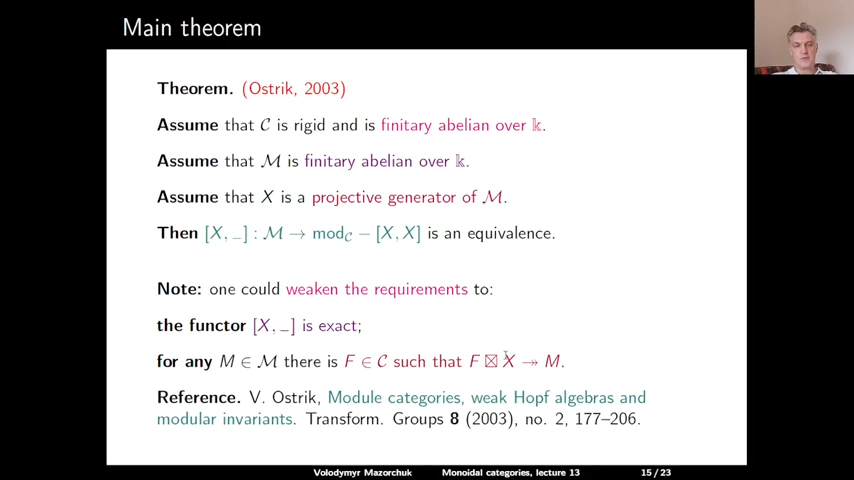 Main theorem
Theorem. (Ostrik, 2003)
Assume that 𝒞 is rigid and is finitary abelian over 𝕜.
Assume that ℳ is finitary abelian over 𝕜.
Assume that X is a projective generator of ℳ.
Then [X, _] : ℳ → mod_𝒞 − [X, X] is an equivalence.
Note: one could weaken the requirements to:
the functor [X, _] is exact;
for any M ∈ ℳ there is F ∈ 𝒞 such that F ⊠ X ↠ M.
Reference. V. Ostrik, Module categories, weak Hopf algebras and
modular invariants. Transform. Groups 8 (2003), no. 2, 177–206.
Volodymyr Mazorchuk Monoidal categories, lecture 13 15 / 23